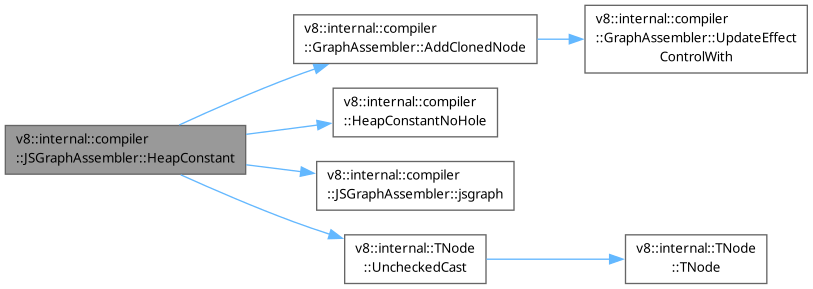 v8::internal::compiler
::JSGraphAssembler::HeapConstant
v8::internal::compiler
::GraphAssembler::AddClonedNode
v8::internal::compiler
::GraphAssembler::UpdateEffect
ControlWith
v8::internal::compiler
::HeapConstantNoHole
v8::internal::compiler
::JSGraphAssembler::jsgraph
v8::internal::TNode
::UncheckedCast
v8::internal::TNode
::TNode